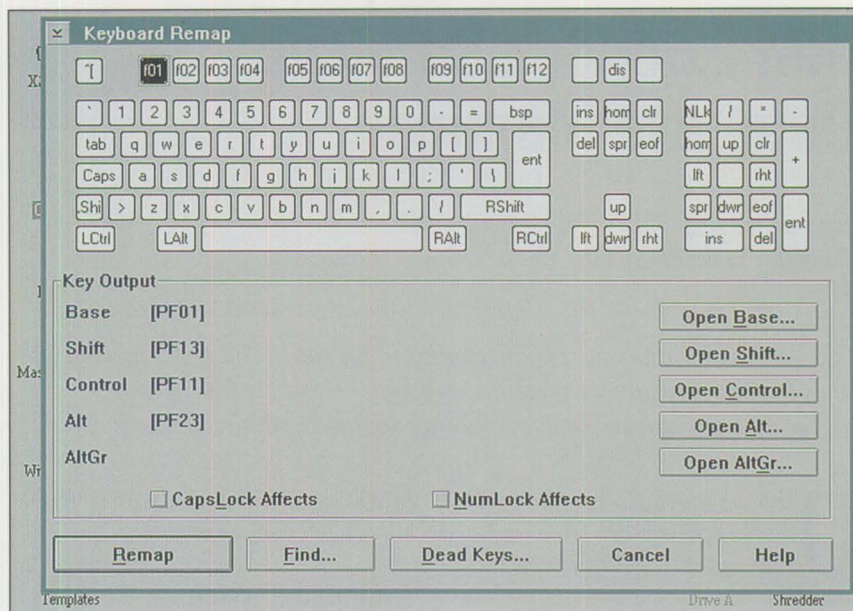 Keyboard Remap
^[ f01 f02 f03 f04 f05 f06 f07 f08 f09 f10 f11 f12 dis
` 1 2 3 4 5 6 7 8 9 0 - = bsp ins hom clr NLk / * -
tab q w e r t y u i o p [ ] ent del spr eof hom up clr +
Caps a s d f g h j k l ; ' \ lft rht
.Shi > z x c v b n m , . / RShift up spr dwn eof ent
LCtrl LAlt RAlt RCtrl lft dwn rht ins del
Key Output
Base [PF01] Open Base...
Shift [PF13] Open Shift...
Control [PF11] Open Control...
Alt [PF23] Open Alt...
AltGr Open AltGr...
CapsLock Affects NumLock Affects
Remap Find... Dead Keys... Cancel Help
Templates Drive A Shredder